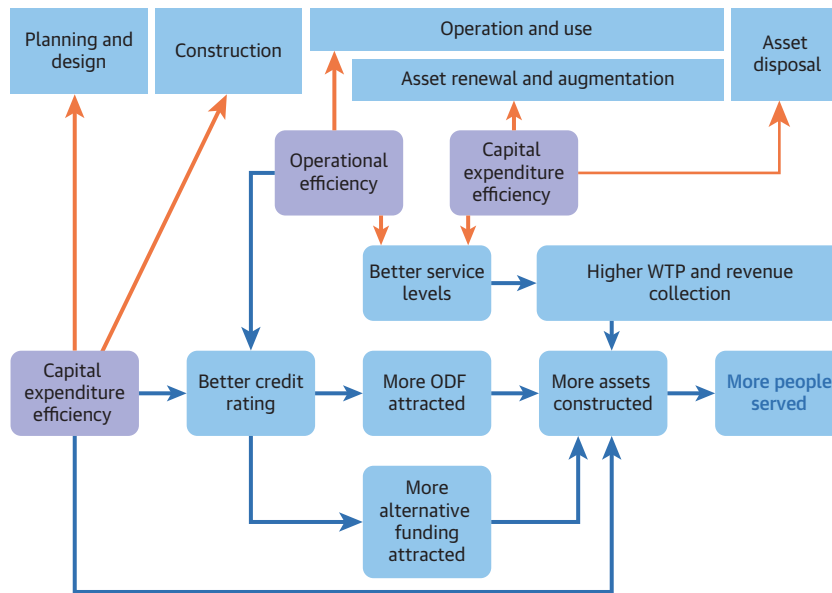 Planning and
design
Construction
Operation and use
Asset renewal and augmentation
Asset
disposal
Operational
efficiency
Capital
expenditure
efficiency
Better service
levels
Higher WTP and revenue
collection
Capital
expenditure
efficiency
Better credit
rating
More ODF
attracted
More assets
constructed
More people
served
More
alternative
funding
attracted